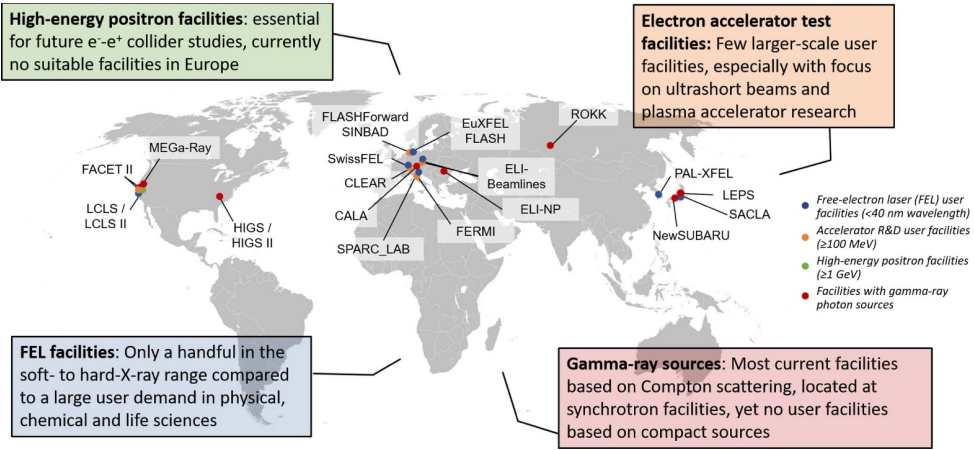 High-energy positron facilities: essential
for future e⁻-e⁺ collider studies, currently
no suitable facilities in Europe
Electron accelerator test
facilities: Few larger-scale user
facilities, especially with focus
on ultrashort beams and
plasma accelerator research
MEGa-Ray
FACET II
LCLS /
LCLS II
HIGS /
HIGS II
FLASHForward
SINBAD
EuXFEL
FLASH
ROKK
SwissFEL
CLEAR
ELI-
Beamlines
CALA
ELI-NP
FERMI
SPARC_LAB
PAL-XFEL
LEPS
SACLA
NewSUBARU
Free-electron laser (FEL) user
facilities (<40 nm wavelength)
Accelerator R&D user facilities
(≥100 MeV)
High-energy positron facilities
(≥1 GeV)
Facilities with gamma-ray
photon sources
FEL facilities: Only a handful in the
soft- to hard-X-ray range compared
to a large user demand in physical,
chemical and life sciences
Gamma-ray sources: Most current facilities
based on Compton scattering, located at
synchrotron facilities, yet no user facilities
based on compact sources